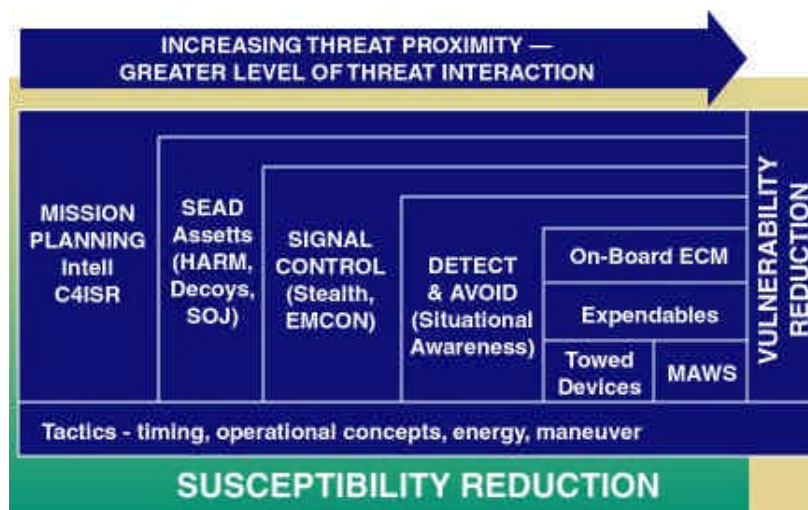 INCREASING THREAT PROXIMITY —
GREATER LEVEL OF THREAT INTERACTION
MISSION
PLANNING
Intell
C4ISR
SEAD
Assetts
(HARM,
Decoys,
SOJ)
SIGNAL
CONTROL
(Stealth,
EMCON)
DETECT
& AVOID
(Situational
Awareness)
On-Board ECM
Expendables
Towed
Devices
MAWS
VULNERABILITY
REDUCTION
Tactics - timing, operational concepts, energy, maneuver
SUSCEPTIBILITY REDUCTION